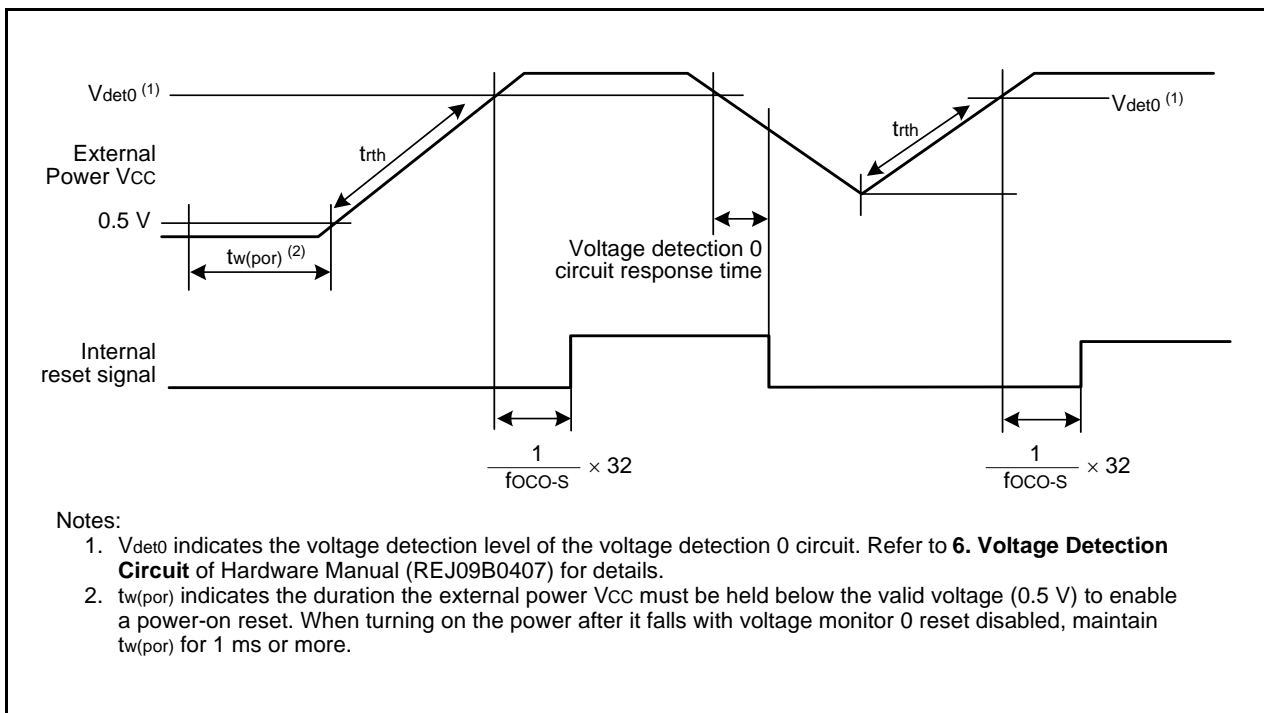 Vdet0 (1)
trth
External
Power VCC
0.5 V
tw(por) (2)
Voltage detection 0
circuit response time
trth
Vdet0 (1)
Internal
reset signal
1
fOCO-S
× 32
1
fOCO-S
× 32
Notes:
1. Vdet0 indicates the voltage detection level of the voltage detection 0 circuit. Refer to 6. Voltage Detection
Circuit of Hardware Manual (REJ09B0407) for details.
2. tw(por) indicates the duration the external power VCC must be held below the valid voltage (0.5 V) to enable
a power-on reset. When turning on the power after it falls with voltage monitor 0 reset disabled, maintain
tw(por) for 1 ms or more.